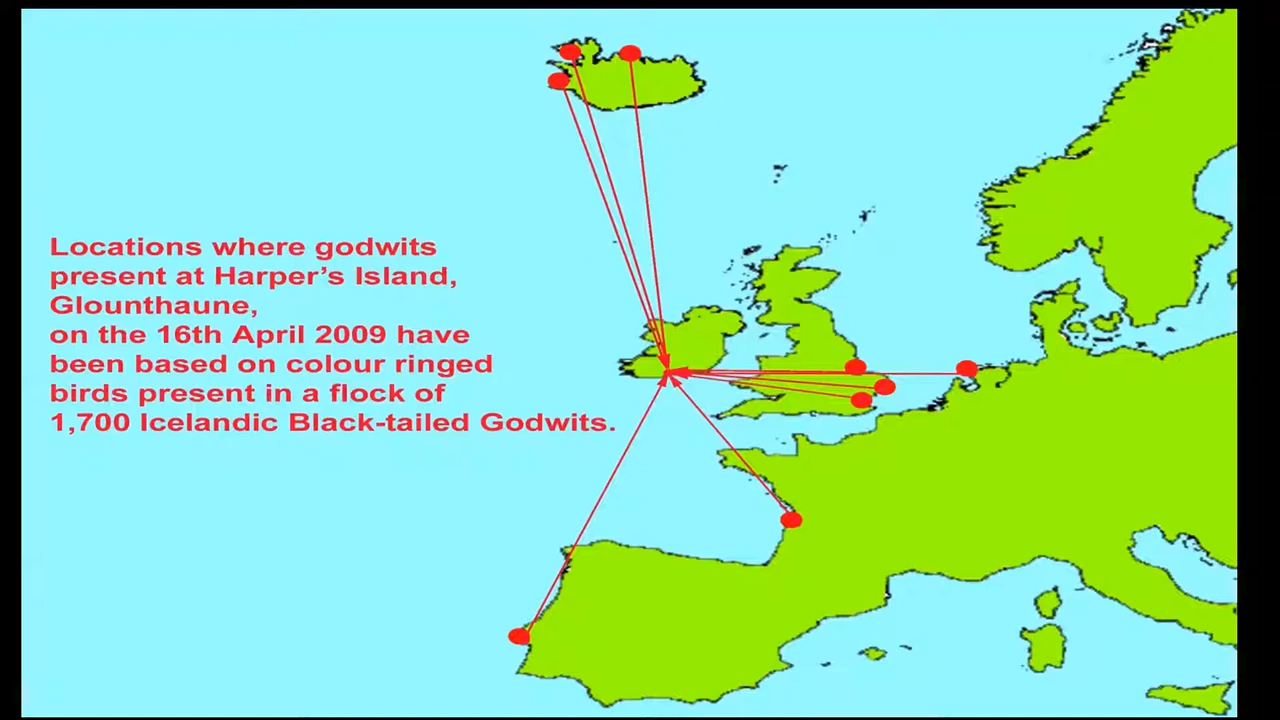 Locations where godwits
present at Harper’s Island,
Glounthaune,
on the 16th April 2009 have
been based on colour ringed
birds present in a flock of
1,700 Icelandic Black-tailed Godwits.